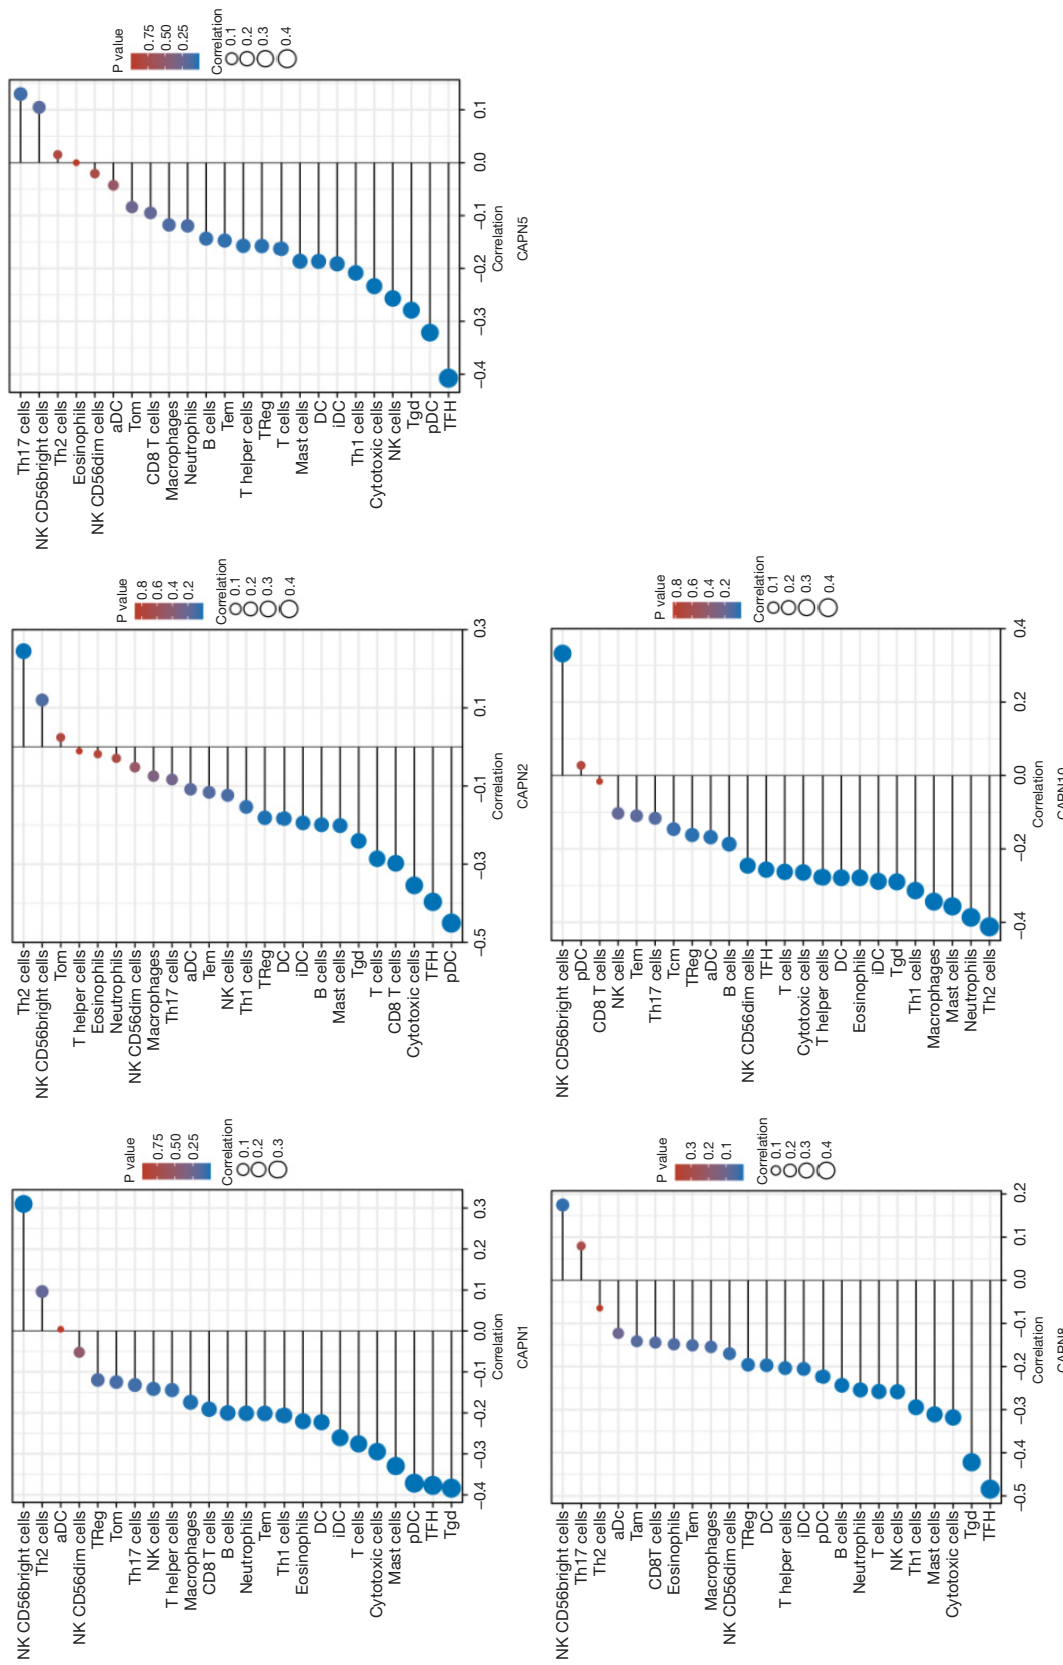 NK CD56bright cells
Th2 cells
aDC
NK CD56dim cells
TReg
Tom
Th17 cells
NK cells
T helper cells
Macrophages
CD8T cells
B cells
Neutrophils
Tem
Th1 cells
Eosinophils
DC
iDC
T cells
Cytotoxic cells
Mast cells
pDC
TFH
Tgd
−0.4 −0.3 −0.2 −0.1 0.0 0.1 0.2 0.3
Correlation
CAPN1
P value
0.75
0.50
0.25
Correlation
0.1
0.2
0.3
Th2 cells
NK CD56bright cells
Tom
T helper cells
Eosinophils
Neutrophils
NK CD56dim cells
Macrophages
Th17 cells
aDC
Tem
NK cells
Th1 cells
TReg
DC
iDC
B cells
Mast cells
Tgd
T cells
CD8 T cells
Cytotoxic cells
TFH
pDC
−0.5 −0.3 −0.1 0.1 0.3
Correlation
CAPN2
P value
0.8
0.6
0.4
0.2
Correlation
0.1
0.2
0.3
0.4
Th17 cells
NK CD56bright cells
Th2 cells
Eosinophils
NK CD56dim cells
aDC
Tom
CD8 T cells
Macrophages
Neutrophils
B cells
Tem
T helper cells
TReg
T cells
Mast cells
DC
iDC
Th1 cells
Cytotoxic cells
NK cells
Tgd
pDC
TFH
−0.4 −0.3 −0.2 −0.1 0.0 0.1
Correlation
CAPN5
P value
0.75
0.50
0.25
Correlation
0.1
0.2
0.3
0.4
NK CD56bright cells
Th17 cells
Th2 cells
aDc
Tam
CD8T cells
Eosinophils
Tem
Macrophages
NK CD56dim cells
TReg
DC
T helper cells
iDC
pDC
B cells
Neutrophils
T cells
NK cells
Th1 cells
Mast cells
Cytotoxic cells
Tgd
TFH
−0.5 −0.4 −0.3 −0.2 −0.1 0.0 0.1 0.2
Correlation
CAPN8
P value
0.3
0.2
0.1
Correlation
0.1
0.2
0.3
0.4
NK CD56bright cells
pDC
CD8 T cells
NK cells
Tem
Th17 cells
Tcm
TReg
aDC
B cells
NK CD56dim cells
TFH
T cells
Cytotoxic cells
T helper cells
DC
Eosinophils
iDC
Tgd
Th1 cells
Macrophages
Mast cells
Neutrophils
Th2 cells
−0.4 −0.2 0.0 0.2 0.4
Correlation
CAPN10
P value
0.8
0.6
0.4
0.2
Correlation
0.1
0.2
0.3
0.4